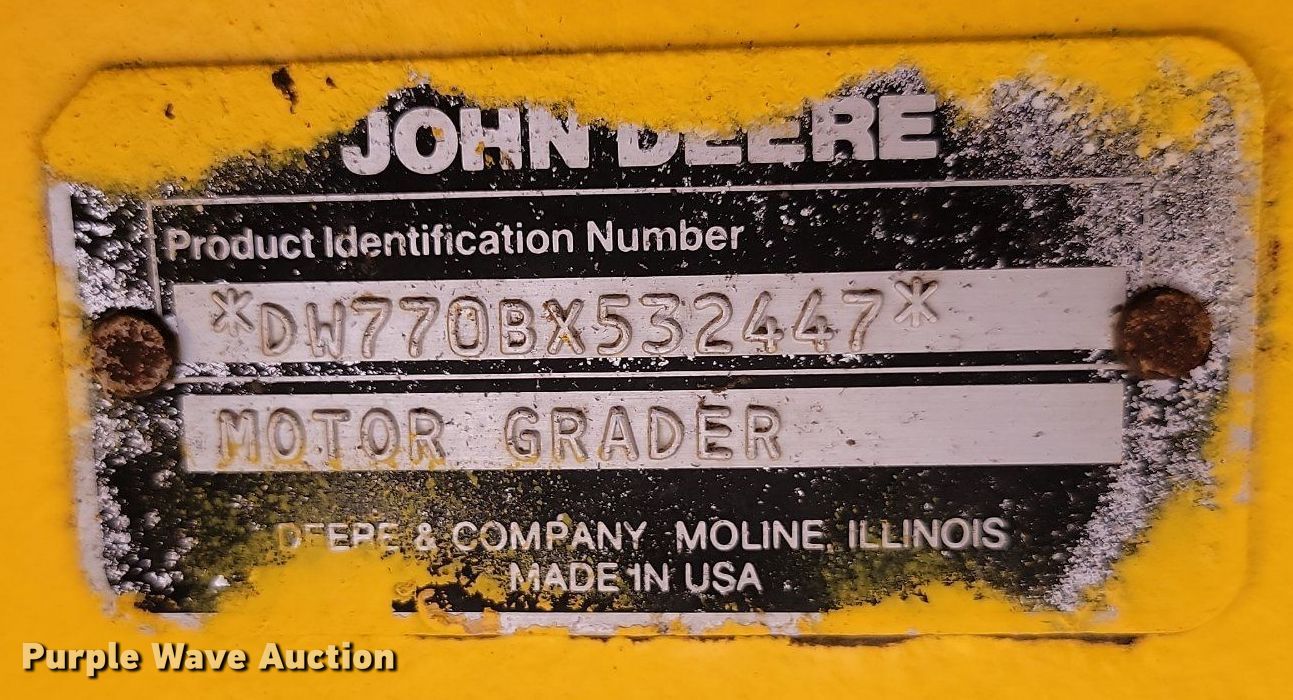 JOHN DEERE
Product Identification Number
*DW770BX532447*
MOTOR GRADER
DEERE & COMPANY MOLINE, ILLINOIS
MADE IN USA
Purple Wave Auction